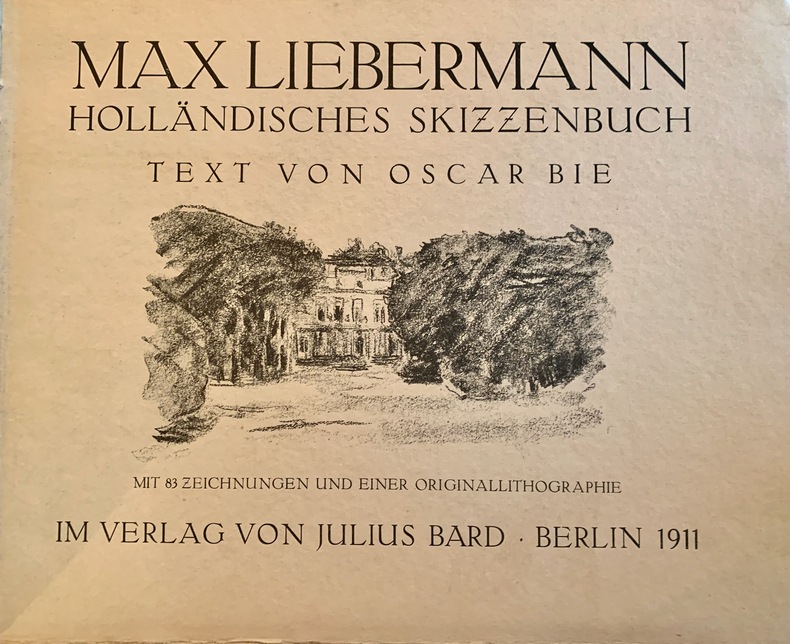 MAX LIEBERMANN
HOLLÄNDISCHES SKIZZENBUCH
TEXT VON OSCAR BIE
MIT 83 ZEICHNUNGEN UND EINER ORIGINALLITHOGRAPHIE
IM VERLAG VON JULIUS BARD · BERLIN 1911